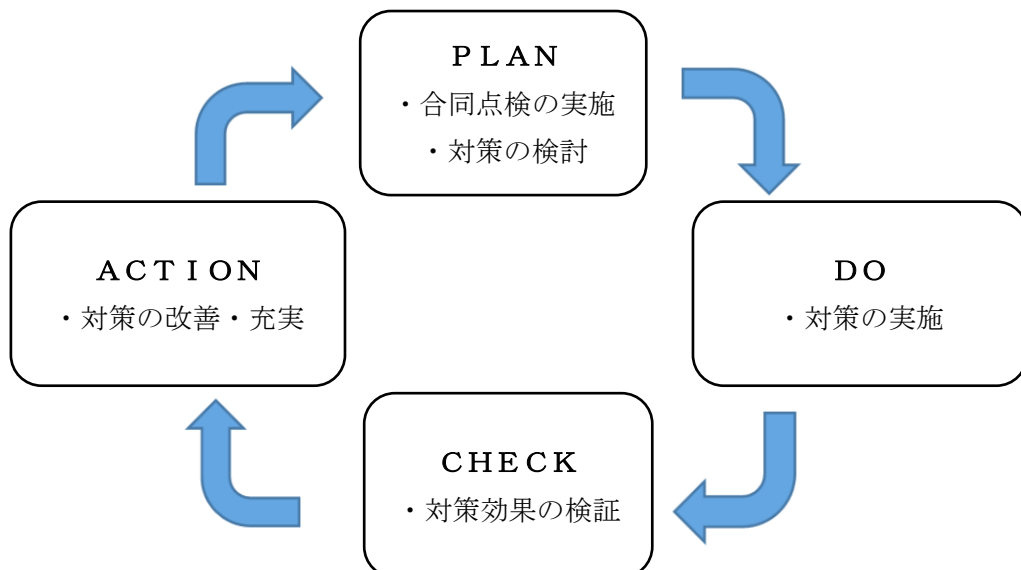 ＰＬＡＮ
・合同点検の実施
・対策の検討
ＡＣＴＩＯＮ
・対策の改善・充実
ＤＯ
・対策の実施
ＣＨＥＣＫ
・対策効果の検証